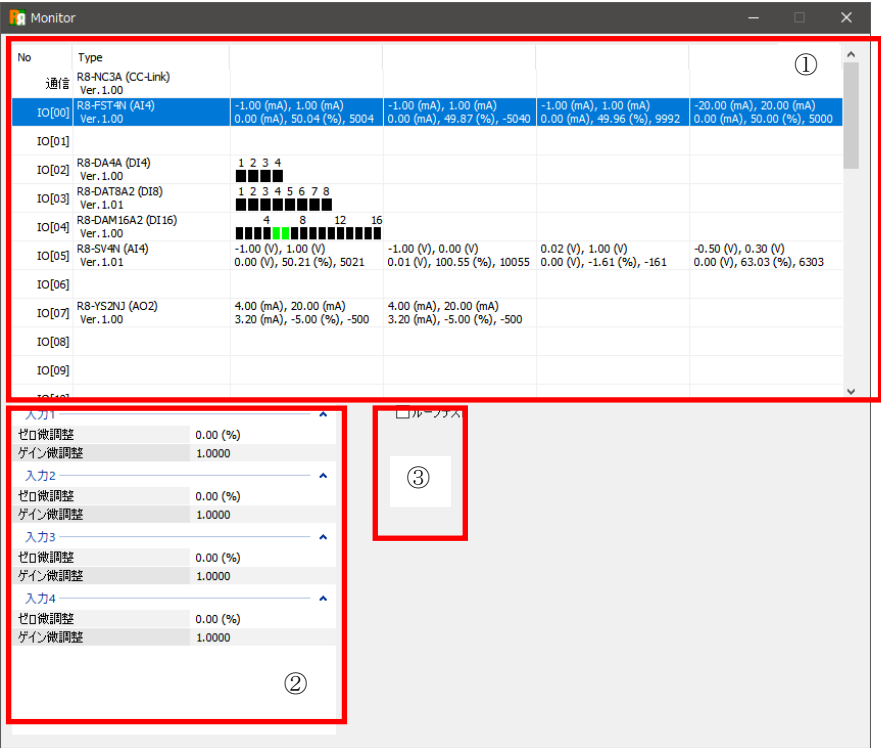 Monitor
①
No Type
通信 R8-NC3A (CC-Link)
Ver.1.00
IO[00] R8-FST4N (AI4) -1.00 (mA), 1.00 (mA) -1.00 (mA), 1.00 (mA) -1.00 (mA), 1.00 (mA) -20.00 (mA), 20.00 (mA)
Ver.1.00 0.00 (mA), 50.04 (%), 5004 0.00 (mA), 49.87 (%), -5040 0.00 (mA), 49.96 (%), 9992 0.00 (mA), 50.00 (%), 5000
IO[01]
IO[02] R8-DA4A (DI4) 1 2 3 4
Ver.1.00
IO[03] R8-DAT8A2 (DI8) 1 2 3 4 5 6 7 8
Ver.1.01
IO[04] R8-DAM16A2 (DI16) 4 8 12 16
Ver.1.00
IO[05] R8-SV4N (AI4) -1.00 (V), 1.00 (V) -1.00 (V), 0.00 (V) 0.02 (V), 1.00 (V) -0.50 (V), 0.30 (V)
Ver.1.01 0.00 (V), 50.21 (%), 5021 0.01 (V), 100.55 (%), 10055 0.00 (V), -1.61 (%), -161 0.00 (V), 63.03 (%), 6303
IO[06]
IO[07] R8-YS2NJ (AO2) 4.00 (mA), 20.00 (mA) 4.00 (mA), 20.00 (mA)
Ver.1.00 3.20 (mA), -5.00 (%), -500 3.20 (mA), -5.00 (%), -500
IO[08]
IO[09]
入力1
ゼロ微調整 0.00 (%)
ゲイン微調整 1.0000
入力2
ゼロ微調整 0.00 (%)
ゲイン微調整 1.0000
入力3
ゼロ微調整 0.00 (%)
ゲイン微調整 1.0000
入力4
ゼロ微調整 0.00 (%)
ゲイン微調整 1.0000
②
ループテスト
③